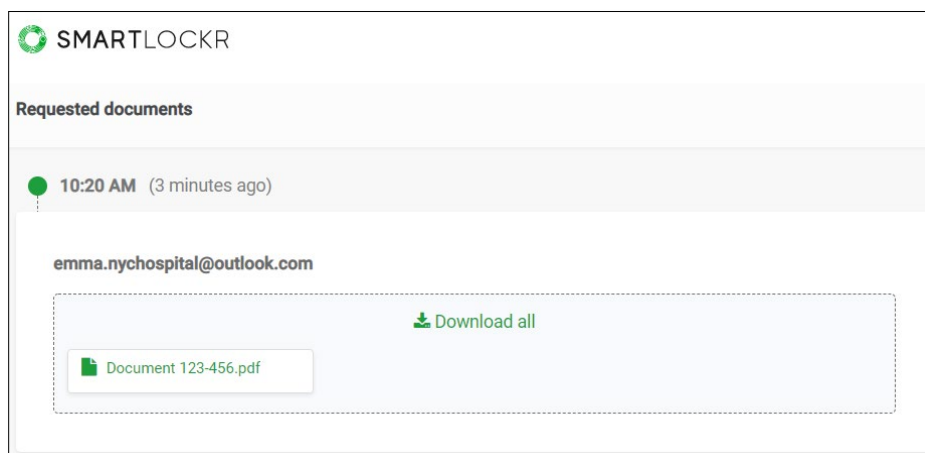 SMARTLOCKR
Requested documents
10:20 AM (3 minutes ago)
emma.nychospital@outlook.com
Download all
Document 123-456.pdf